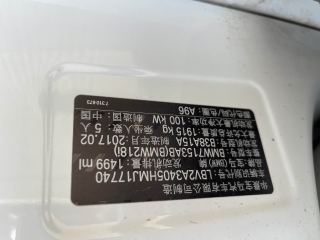 华晨宝马汽车有限公司制造
车辆识别代号 LBV2A3405HMJ17740
品牌 宝马(BMW) 制造国 中国
整车型号 BMW7153AB(BMW218i)
发动机型号 B38A15A 发动机排量 1499 ml
发动机最大净功率 100 kW 乘坐人数 5 人
最大允许总质量 1915 kg 制造年月 2017.02
A96
7 310 673